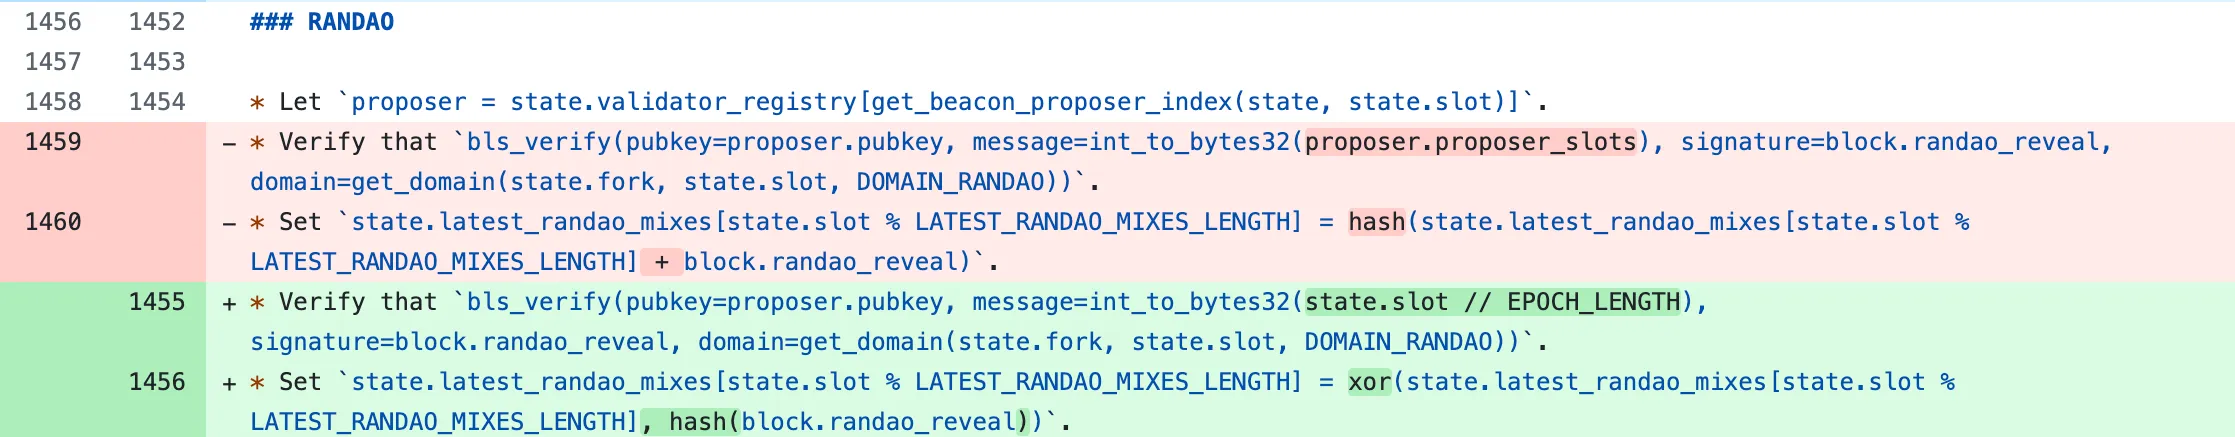 1456 1452 ### RANDAO
1457 1453
1458 1454 * Let `proposer = state.validator_registry[get_beacon_proposer_index(state, state.slot)]`.
1459 - * Verify that `bls_verify(pubkey=proposer.pubkey, message=int_to_bytes32(proposer.proposer_slots), signature=block.randao_reveal,
domain=get_domain(state.fork, state.slot, DOMAIN_RANDAO))`.
1460 - * Set `state.latest_randao_mixes[state.slot % LATEST_RANDAO_MIXES_LENGTH] = hash(state.latest_randao_mixes[state.slot %
LATEST_RANDAO_MIXES_LENGTH] + block.randao_reveal)`.
1455 + * Verify that `bls_verify(pubkey=proposer.pubkey, message=int_to_bytes32(state.slot // EPOCH_LENGTH),
signature=block.randao_reveal, domain=get_domain(state.fork, state.slot, DOMAIN_RANDAO))`.
1456 + * Set `state.latest_randao_mixes[state.slot % LATEST_RANDAO_MIXES_LENGTH] = xor(state.latest_randao_mixes[state.slot %
LATEST_RANDAO_MIXES_LENGTH], hash(block.randao_reveal))`.